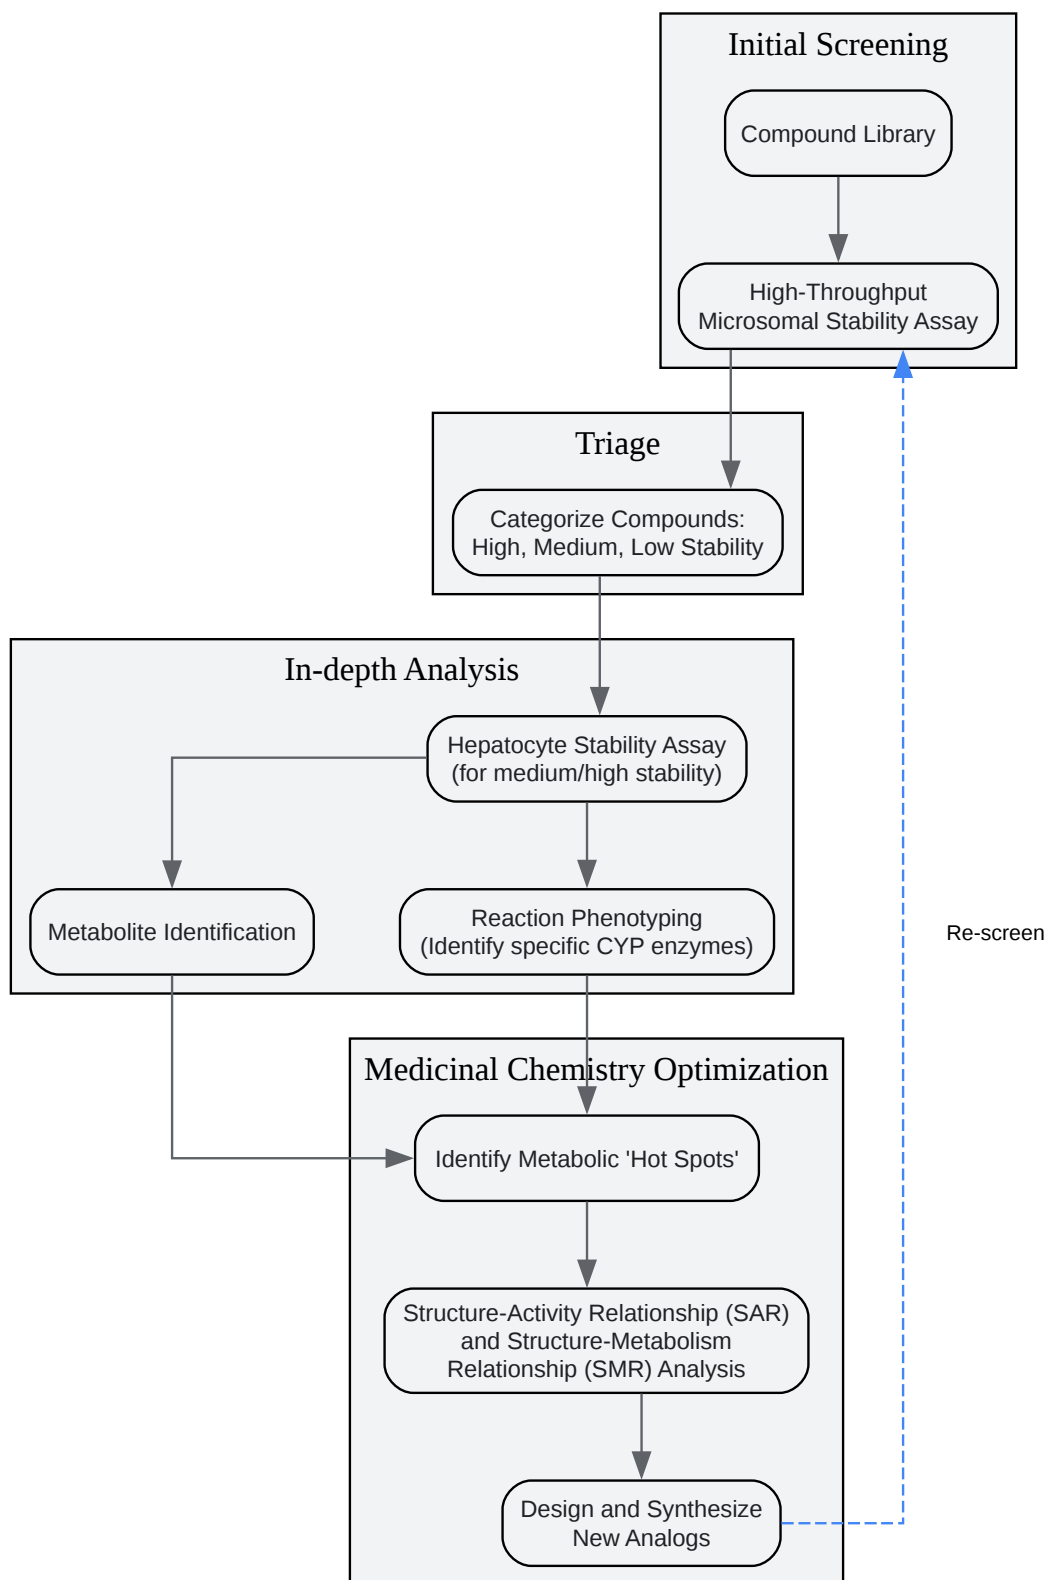 Initial Screening
Compound Library
High-Throughput
Microsomal Stability Assay
Triage
Categorize Compounds:
High, Medium, Low Stability
In-depth Analysis
Hepatocyte Stability Assay
(for medium/high stability)
Metabolite Identification
Reaction Phenotyping
(Identify specific CYP enzymes)
Re-screen
Medicinal Chemistry Optimization
Identify Metabolic 'Hot Spots'
Structure-Activity Relationship (SAR)
and Structure-Metabolism
Relationship (SMR) Analysis
Design and Synthesize
New Analogs